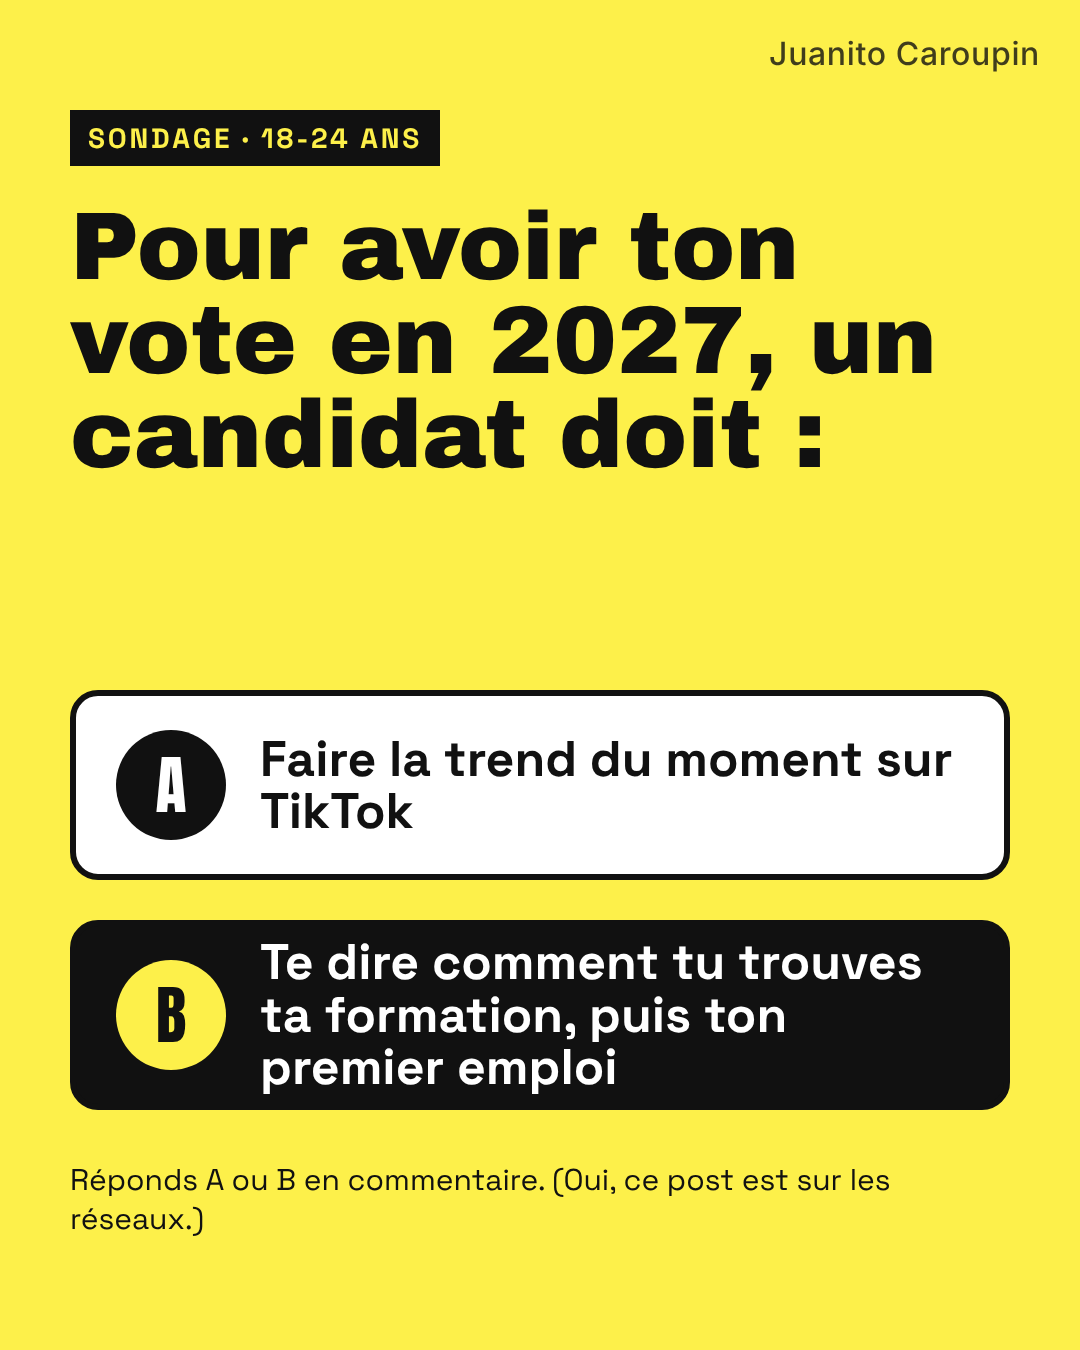 Juanito Caroupin
SONDAGE · 18-24 ANS
Pour avoir ton
vote en 2027, un
candidat doit :
A
Faire la trend du moment sur
TikTok
B
Te dire comment tu trouves
ta formation, puis ton
premier emploi
Réponds A ou B en commentaire. (Oui, ce post est sur les
réseaux.)